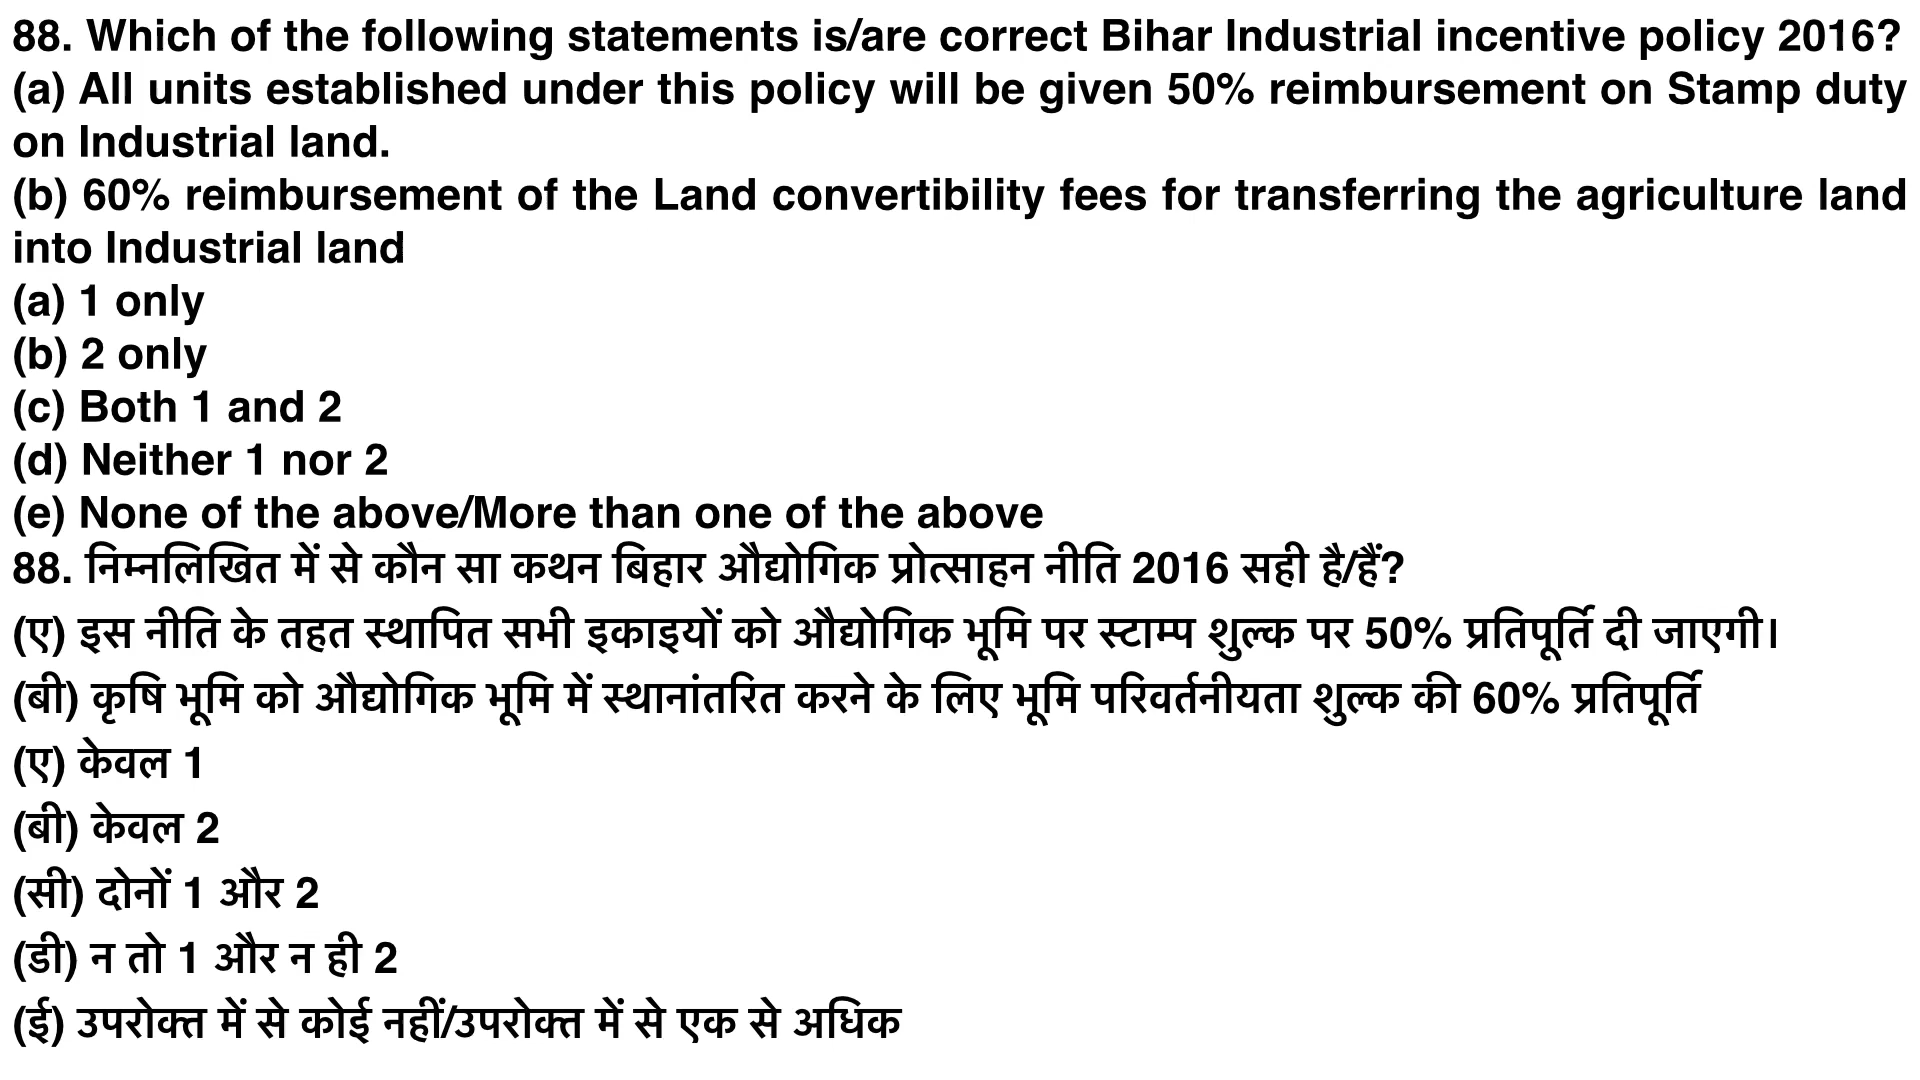 88. Which of the following statements is/are correct Bihar Industrial incentive policy 2016?
(a) All units established under this policy will be given 50% reimbursement on Stamp duty
on Industrial land.
(b) 60% reimbursement of the Land convertibility fees for transferring the agriculture land
into Industrial land
(a) 1 only
(b) 2 only
(c) Both 1 and 2
(d) Neither 1 nor 2
(e) None of the above/More than one of the above
88. निम्नलिखित में से कौन सा कथन बिहार औद्योगिक प्रोत्साहन नीति 2016 सही है/हैं?
(ए) इस नीति के तहत स्थापित सभी इकाइयों को औद्योगिक भूमि पर स्टाम्प शुल्क पर 50% प्रतिपूर्ति दी जाएगी।
(बी) कृषि भूमि को औद्योगिक भूमि में स्थानांतरित करने के लिए भूमि परिवर्तनीयता शुल्क की 60% प्रतिपूर्ति
(ए) केवल 1
(बी) केवल 2
(सी) दोनों 1 और 2
(डी) न तो 1 और न ही 2
(ई) उपरोक्त में से कोई नहीं/उपरोक्त में से एक से अधिक